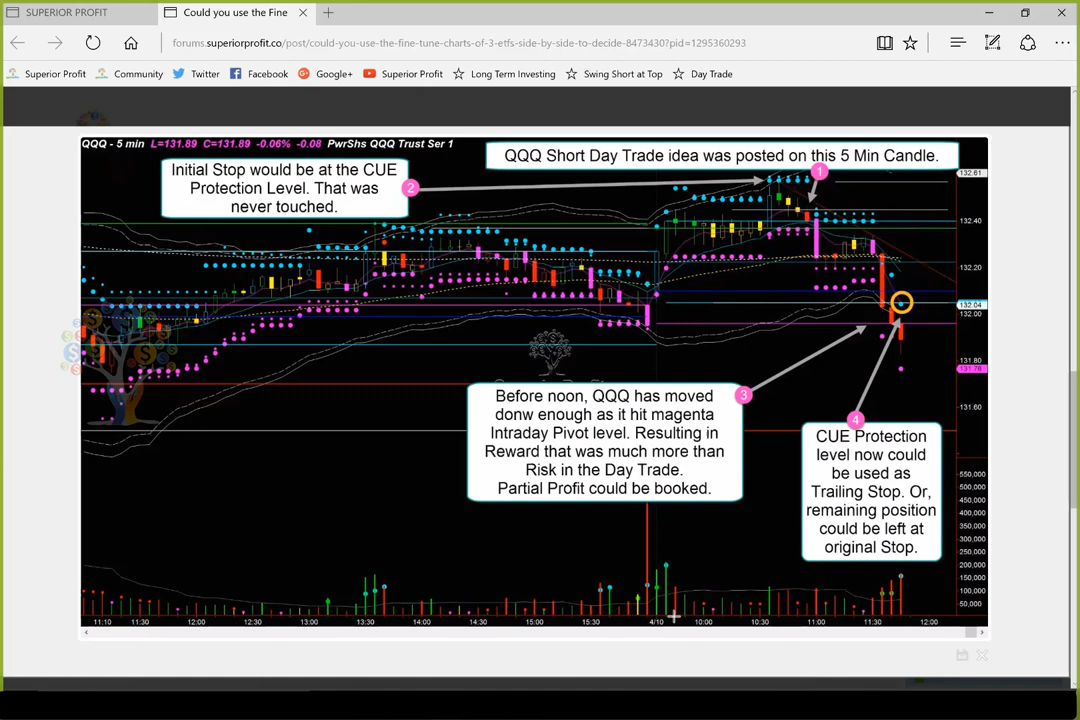 SUPERIOR PROFIT
Could you use the Fine
forums.superiorprofit.co/post/could-you-use-the-fine-tune-charts-of-3-etfs-side-by-side-to-decide-8473430?pid=1295360293
Superior Profit
Community
Twitter
Facebook
Google+
Superior Profit
Long Term Investing
Swing Short at Top
Day Trade
QQQ - 5 min L=131.89 C=131.89 -0.06% -0.08 PwrShs QQQ Trust Ser 1
QQQ Short Day Trade idea was posted on this 5 Min Candle.
1
Initial Stop would be at the CUE
Protection Level. That was
never touched.
2
132.61
132.40
132.20
132.04
132.00
131.80
131.76
131.60
Before noon, QQQ has moved
donw enough as it hit magenta
Intraday Pivot level. Resulting in
Reward that was much more than
Risk in the Day Trade.
Partial Profit could be booked.
3
4
CUE Protection
level now could
be used as
Trailing Stop. Or,
remaining position
could be left at
original Stop.
550,000
500,000
450,000
400,000
350,000
300,000
250,000
200,000
150,000
100,000
50,000
11:10 11:30 12:00 12:30 13:00 13:30 14:00 14:30 15:00 15:30 4/10 10:00 10:30 11:00 11:30 12:00